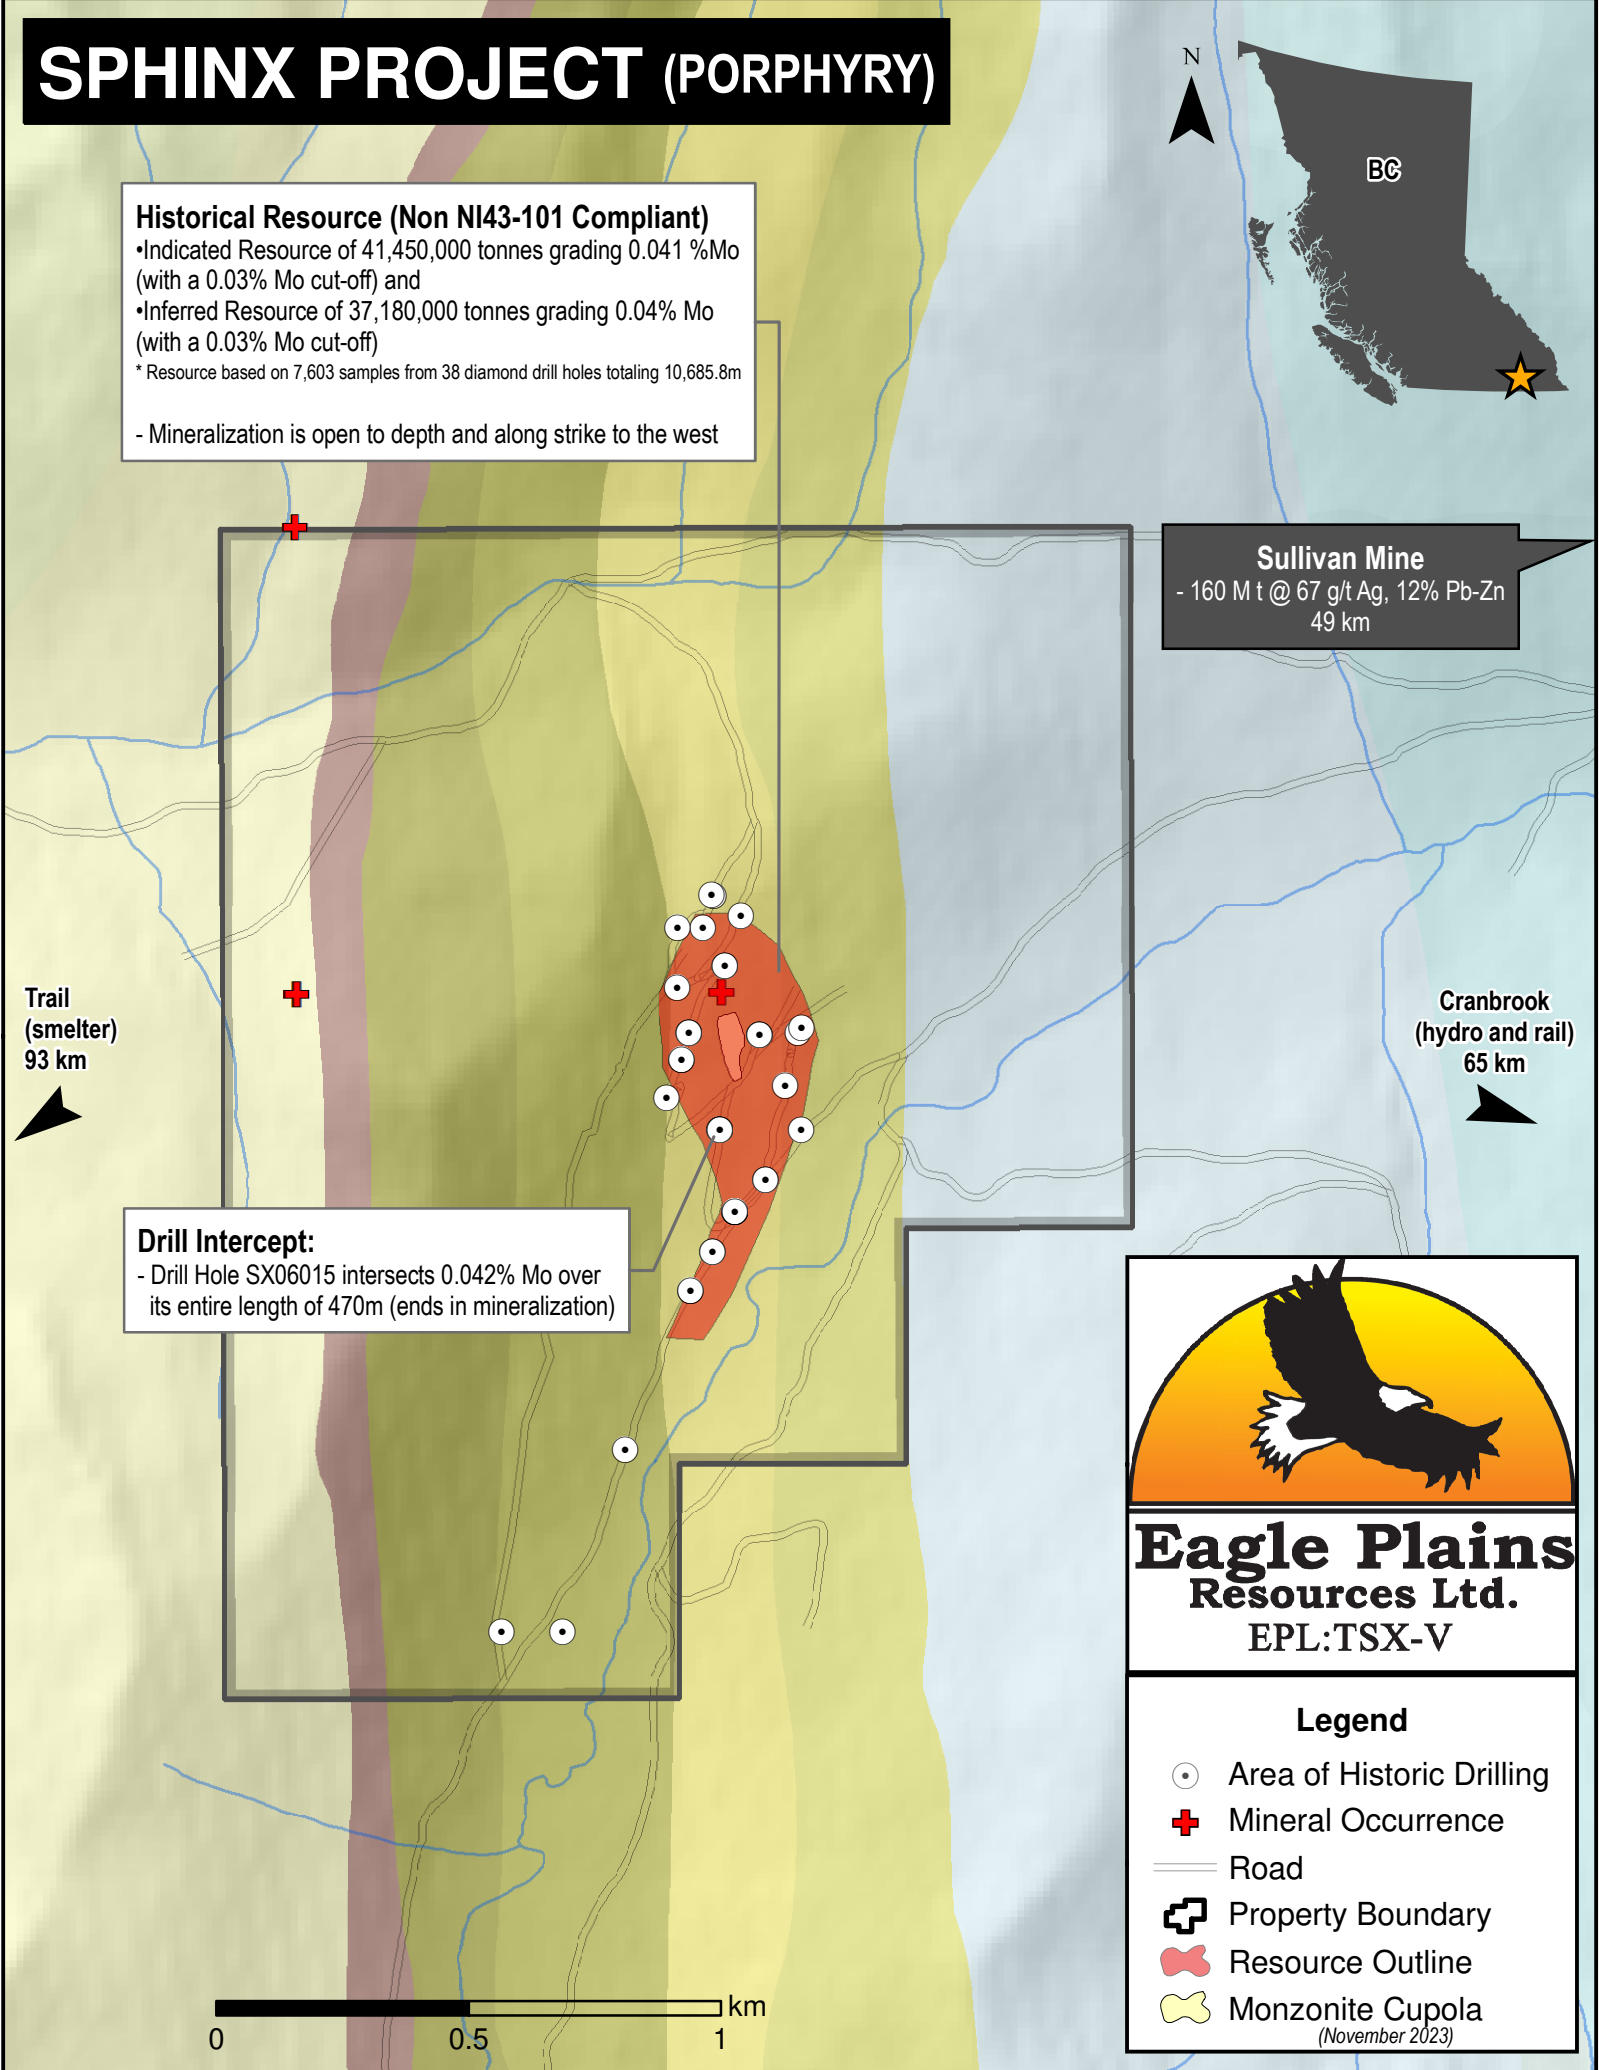 SPHINX PROJECT (PORPHYRY)
N
BC
Historical Resource (Non NI43-101 Compliant)
•Indicated Resource of 41,450,000 tonnes grading 0.041 %Mo
(with a 0.03% Mo cut-off) and
•Inferred Resource of 37,180,000 tonnes grading 0.04% Mo
(with a 0.03% Mo cut-off)
* Resource based on 7,603 samples from 38 diamond drill holes totaling 10,685.8m
- Mineralization is open to depth and along strike to the west
Sullivan Mine
- 160 M t @ 67 g/t Ag, 12% Pb-Zn
49 km
Trail
(smelter)
93 km
Cranbrook
(hydro and rail)
65 km
Drill Intercept:
- Drill Hole SX06015 intersects 0.042% Mo over
its entire length of 470m (ends in mineralization)
Eagle Plains
Resources Ltd.
EPL:TSX-V
Legend
Area of Historic Drilling
Mineral Occurrence
Road
Property Boundary
Resource Outline
Monzonite Cupola
(November 2023)
km
0 0.5 1